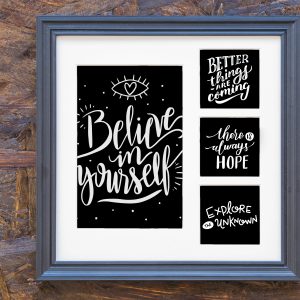 Believe
in
yourself
BETTER
things
ARE
coming
there is
always
HOPE
EXPLORE
THE UNKNOWN